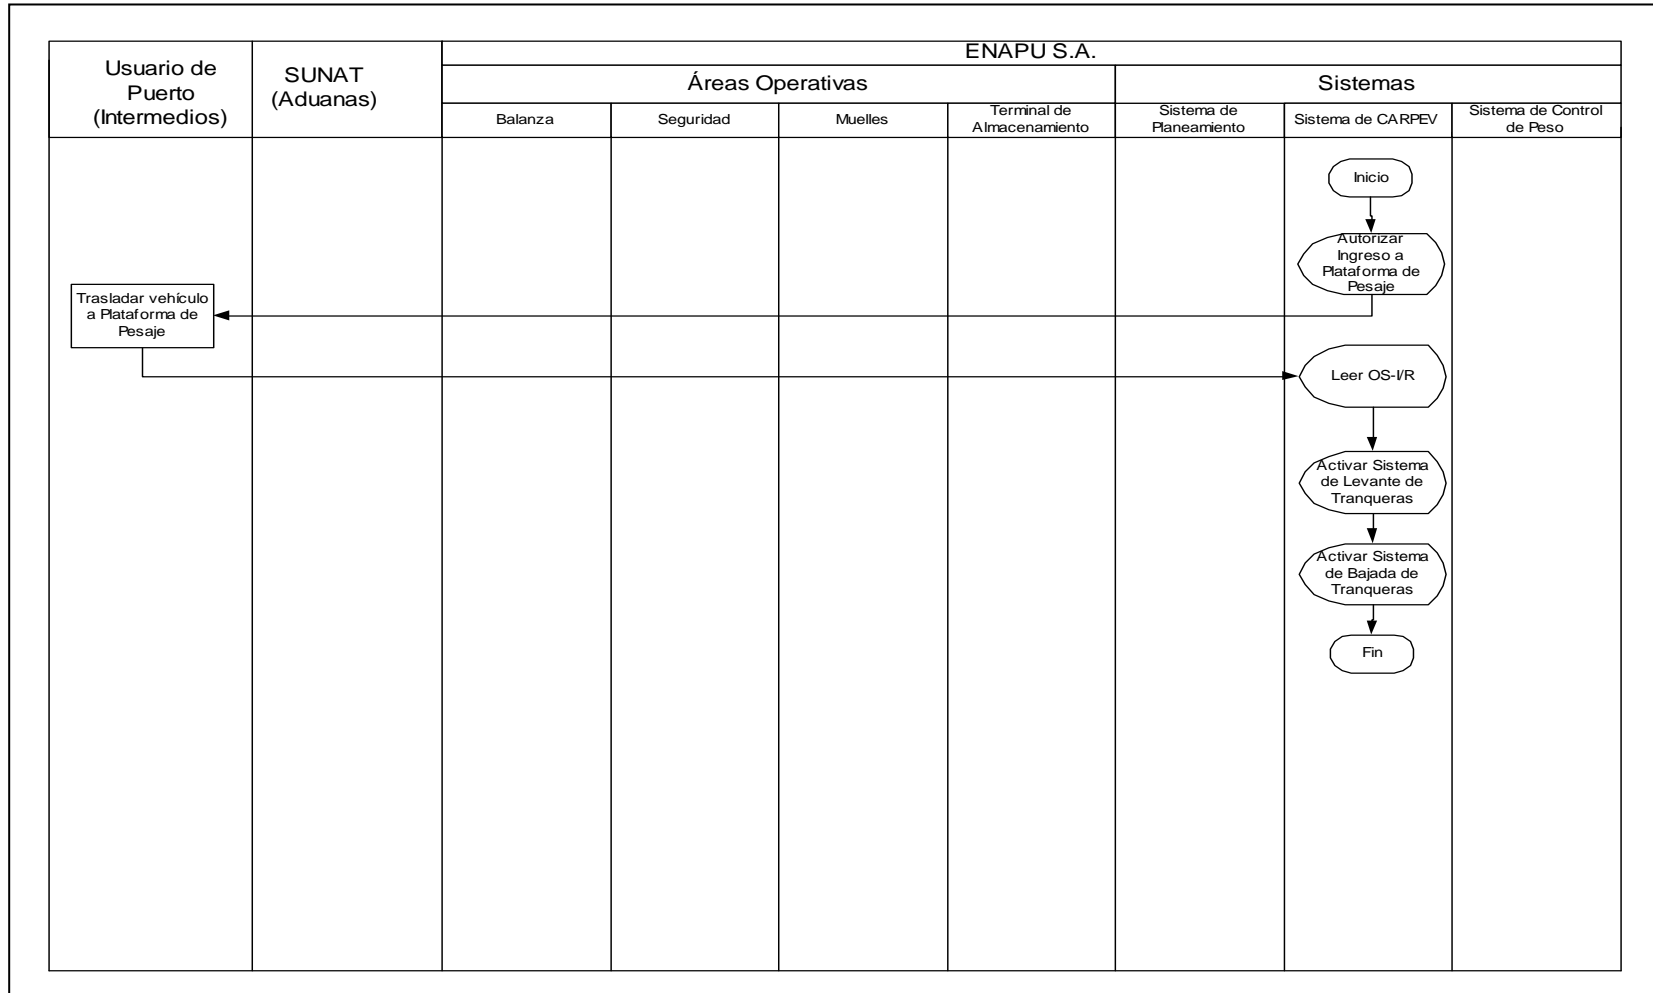 ENAPU S.A.
Usuario de
Puerto
(Intermedios)
SUNAT
(Aduanas)
Áreas Operativas
Sistemas
Balanza
Seguridad
Muelles
Terminal de
Almacenamiento
Sistema de
Planeamiento
Sistema de CARPEV
Sistema de Control
de Peso
Inicio
Autorizar
Ingreso a
Plataforma de
Pesaje
Trasladar vehículo
a Plataforma de
Pesaje
Leer OS-I/R
Activar Sistema
de Levante de
Tranqueras
Activar Sistema
de Bajada de
Tranqueras
Fin